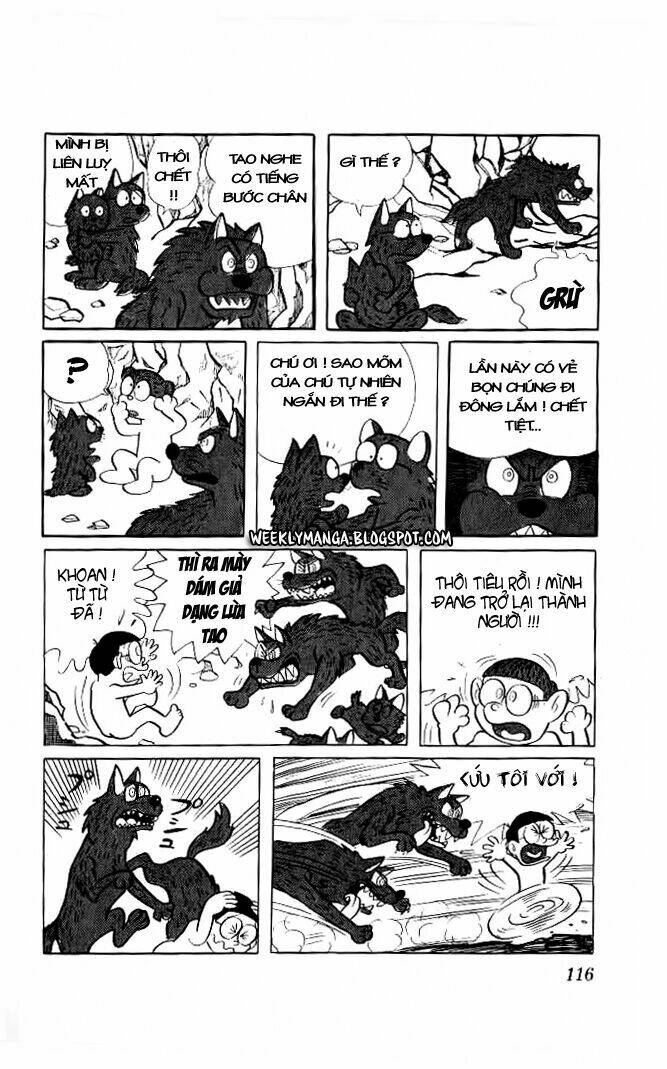 GÌ THẾ ?
GRỪ
TAO NGHE
CÓ TIẾNG
BƯỚC CHÂN
THÔI
CHẾT
!!
MÌNH BỊ
LIÊN LUỴ
MẤT
LẦN NÀY CÓ VẺ
BỌN CHÚNG ĐI
ĐÔNG LẮM ! CHẾT
TIỆT...
CHÚ ƠI ! SAO MÕM
CỦA CHÚ TỰ NHIÊN
NGẮN ĐI THẾ ?
?
WEEKLYMANGA.BLOGSPOT.COM
THÔI TIÊU RỒI ! MÌNH
ĐANG TRỞ LẠI THÀNH
NGƯỜI !!!
THÌ RA MÀY
DÁM GIẢ
DẠNG LỪA
TAO
KHOAN !
TỪ TỪ
ĐÃ !
CỨU TÔI VỚI !
116